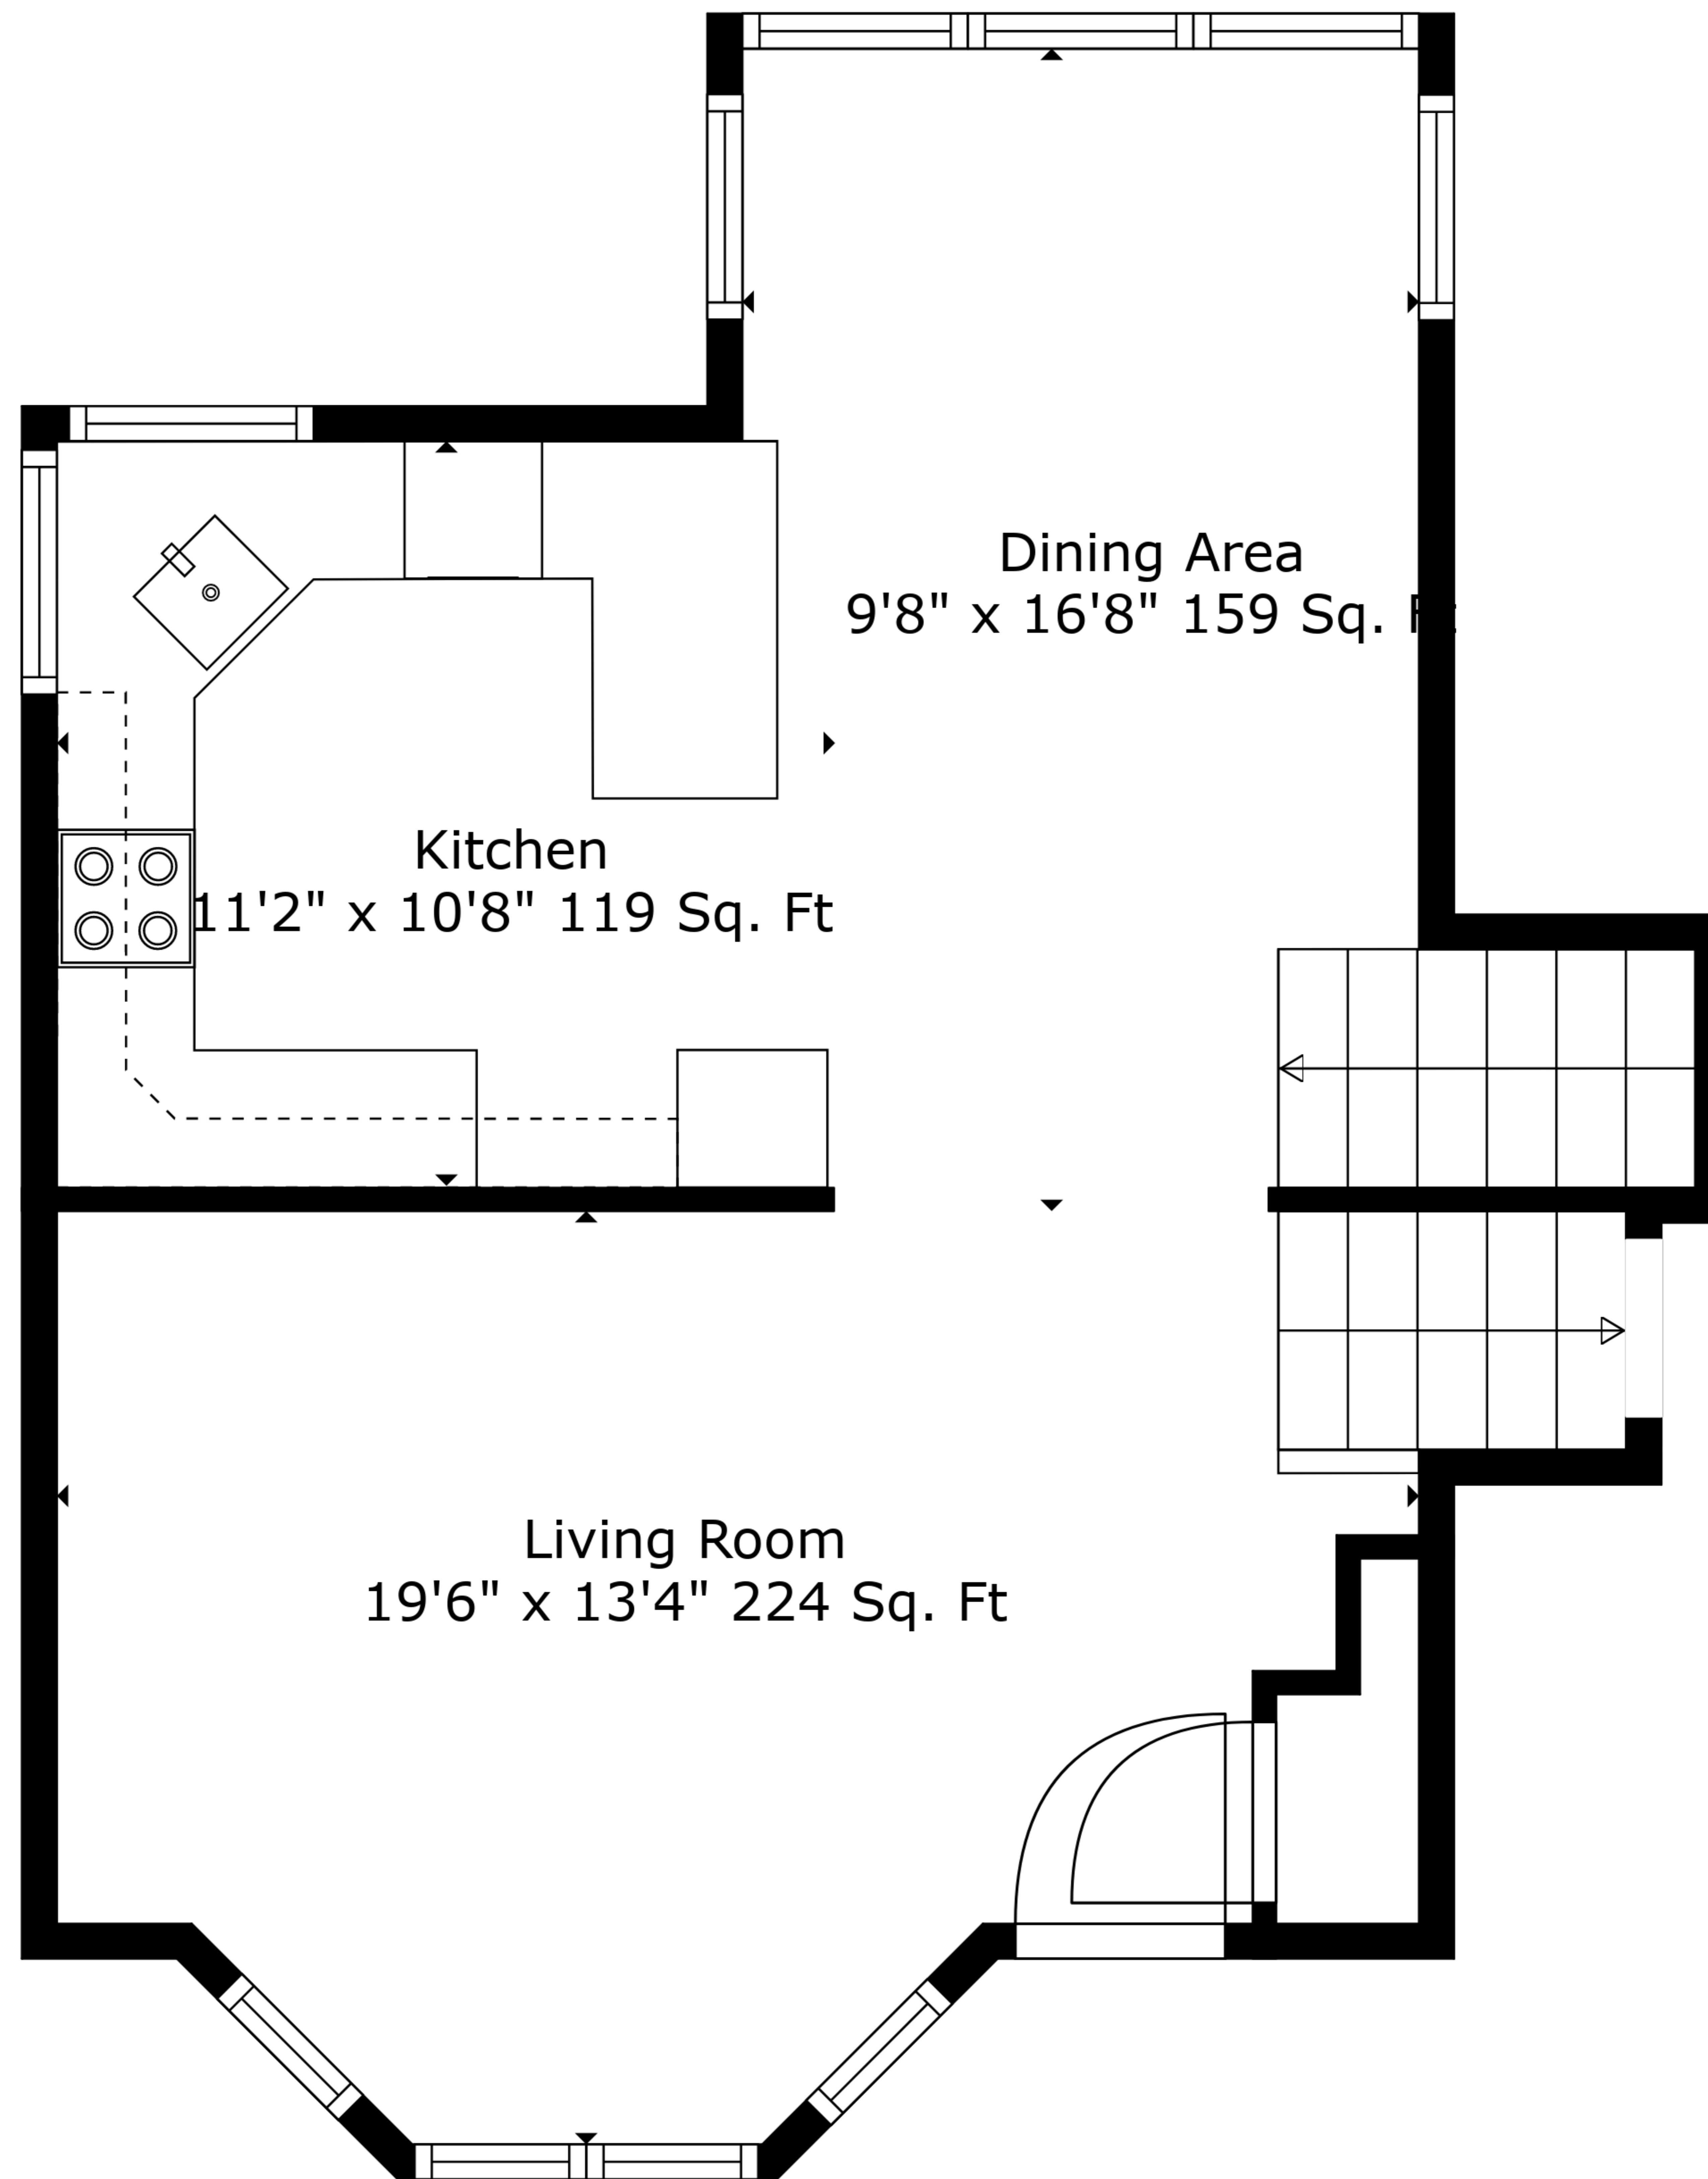 Dining Area
9'8" x 16'8" 159 Sq. Ft
Kitchen
11'2" x 10'8" 119 Sq. Ft
Living Room
19'6" x 13'4" 224 Sq. Ft